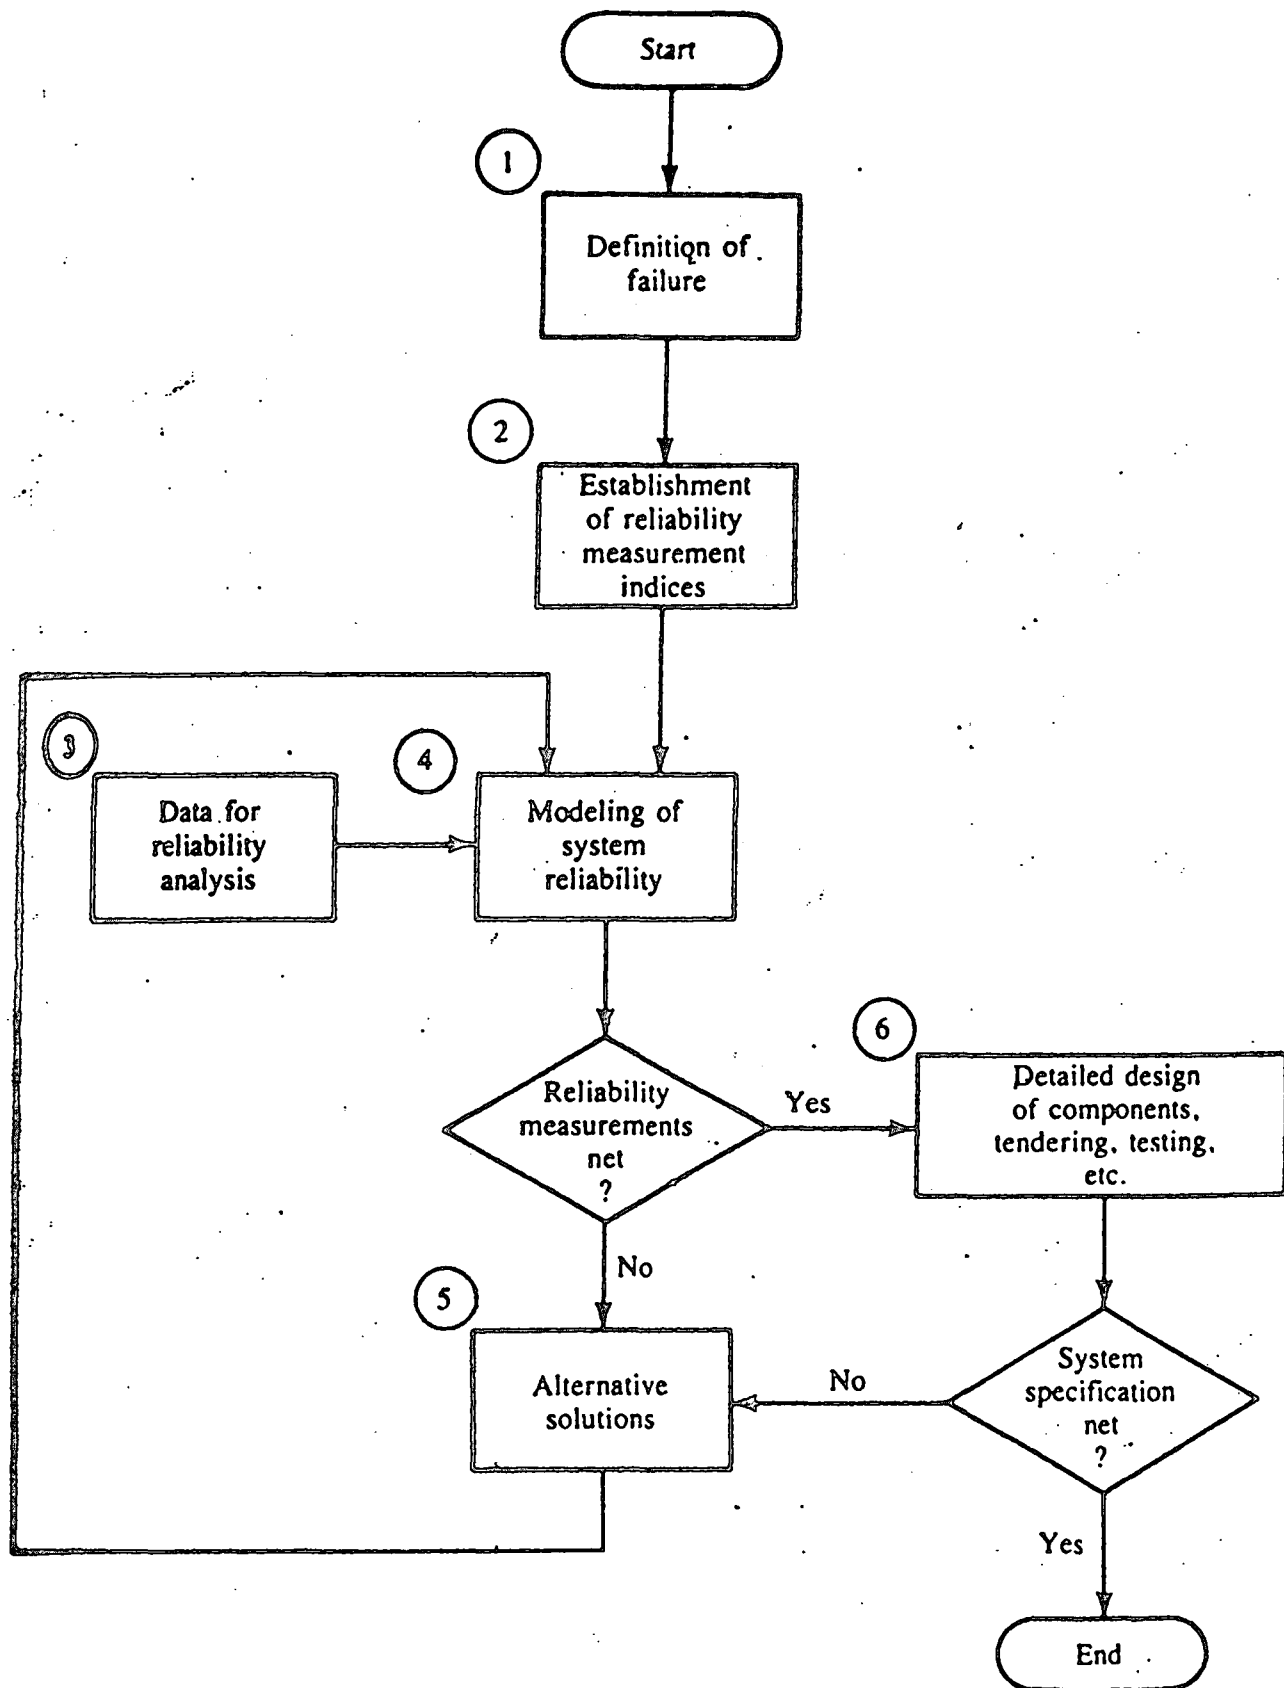 Start
1
Definition of
failure
2
Establishment
of reliability
measurement
indices
3
Data for
reliability
analysis
4
Modeling of
system
reliability
Reliability
measurements
net
?
Yes
No
6
Detailed design
of components,
tendering, testing,
etc.
5
Alternative
solutions
No
System
specification
net
?
Yes
End